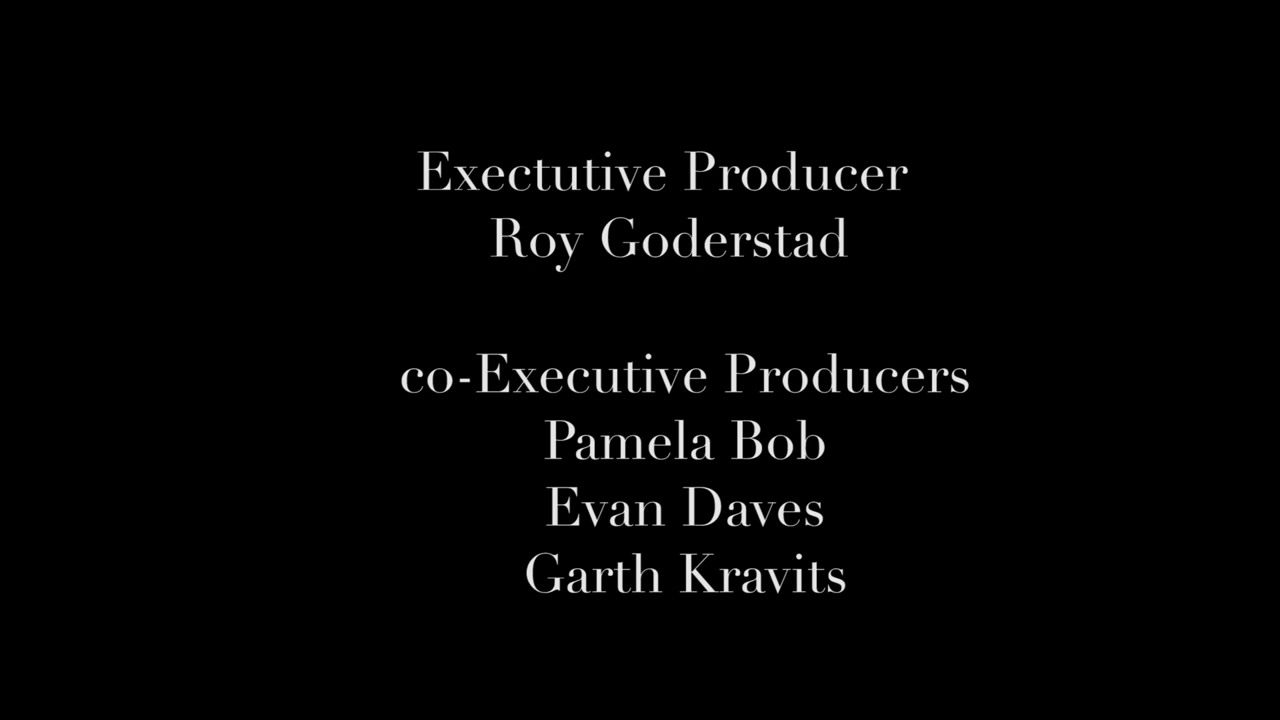 Exectutive Producer
Roy Goderstad
co-Executive Producers
Pamela Bob
Evan Daves
Garth Kravits